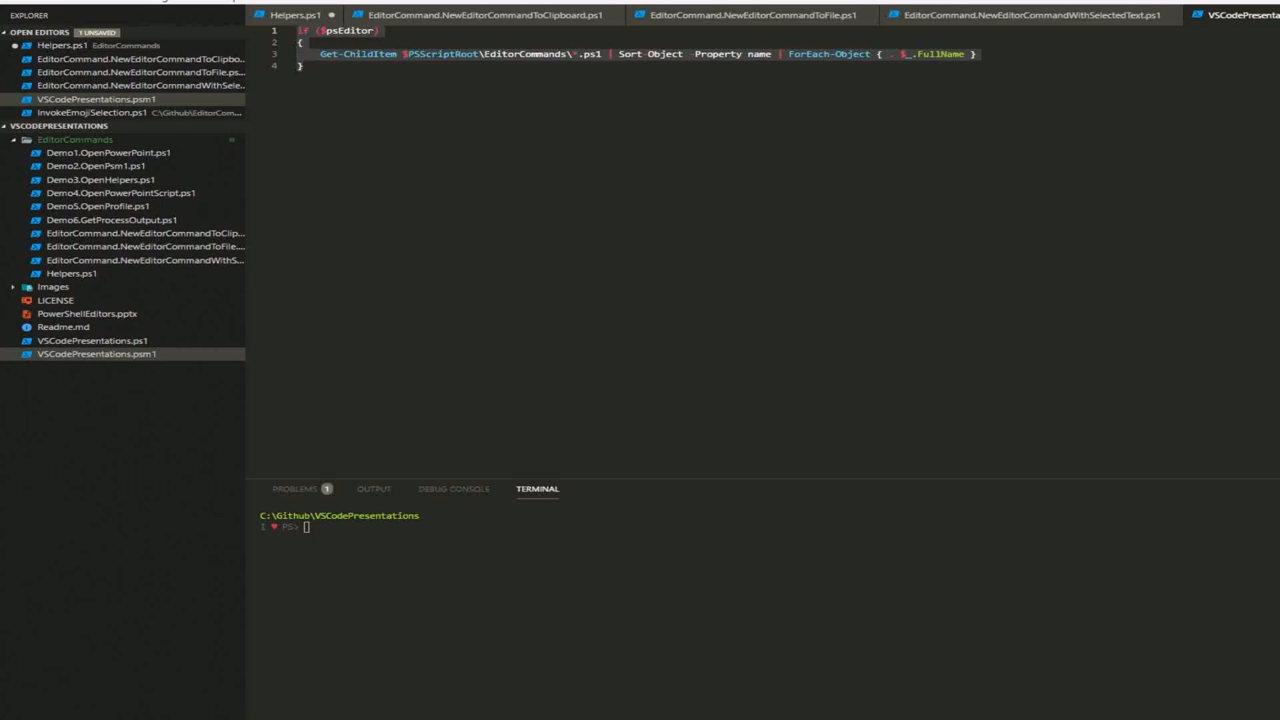 EXPLORER
OPEN EDITORS 1 UNSAVED
Helpers.ps1 EditorCommands
EditorCommand.NewEditorCommandToClipbo...
EditorCommand.NewEditorCommandToFile.ps...
EditorCommand.NewEditorCommandWithSele...
VSCodePresentations.psm1
InvokeEmojiSelection.ps1 C:\Github\EditorCom...
VSCODEPRESENTATIONS
EditorCommands
Demo1.OpenPowerPoint.ps1
Demo2.OpenPsm1.ps1
Demo3.OpenHelpers.ps1
Demo4.OpenPowerPointScript.ps1
Demo5.OpenProfile.ps1
Demo6.GetProcessOutput.ps1
EditorCommand.NewEditorCommandToClip...
EditorCommand.NewEditorCommandToFile...
EditorCommand.NewEditorCommandWithS...
Helpers.ps1
Images
LICENSE
PowerShellEditors.pptx
Readme.md
VSCodePresentations.ps1
VSCodePresentations.psm1
Helpers.ps1 EditorCommand.NewEditorCommandToClipboard.ps1 EditorCommand.NewEditorCommandToFile.ps1 EditorCommand.NewEditorCommandWithSelectedText.ps1 VSCodePresenta
1 if ($psEditor)
2 {
3 Get-ChildItem $PSScriptRoot\EditorCommands\*.ps1 | Sort-Object -Property name | ForEach-Object { . $_.FullName }
4 }
PROBLEMS 1 OUTPUT DEBUG CONSOLE TERMINAL
C:\Github\VSCodePresentations
I ♥ PS>